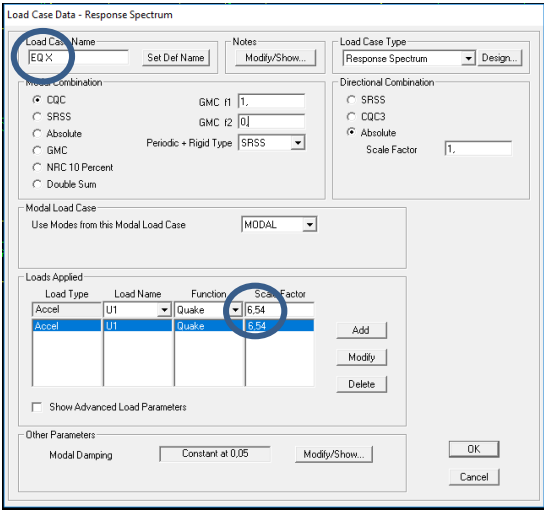 Load Case Data - Response Spectrum
Load Case Name
Notes
Load Case Type
EQ X
Set Def Name
Modify/Show...
Response Spectrum
Design...
Modal Combination
Directional Combination
CQC
GMC f1
1,
SRSS
SRSS
GMC f2
0,
CQC3
Absolute
Periodic + Rigid Type
SRSS
Absolute
GMC
Scale Factor
1,
NRC 10 Percent
Double Sum
Modal Load Case
Use Modes from this Modal Load Case
MODAL
Loads Applied
Load Type Load Name Function Scale Factor
Accel U1 Quake 6,54
Accel U1 Quake 6,54
Add
Modify
Delete
Show Advanced Load Parameters
Other Parameters
Modal Damping
Constant at 0,05
Modify/Show...
OK
Cancel